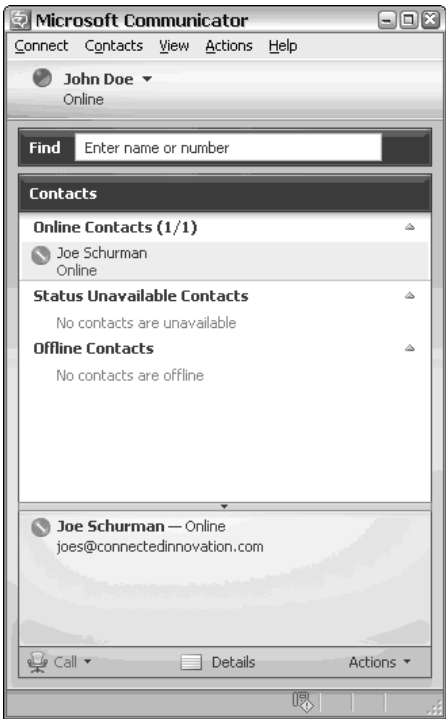 Microsoft Communicator
Connect Contacts View Actions Help
John Doe
Online
Find Enter name or number
Contacts
Online Contacts (1/1)
Joe Schurman
Online
Status Unavailable Contacts
No contacts are unavailable
Offline Contacts
No contacts are offline
Joe Schurman — Online
joes@connectedinnovation.com
Call Details Actions